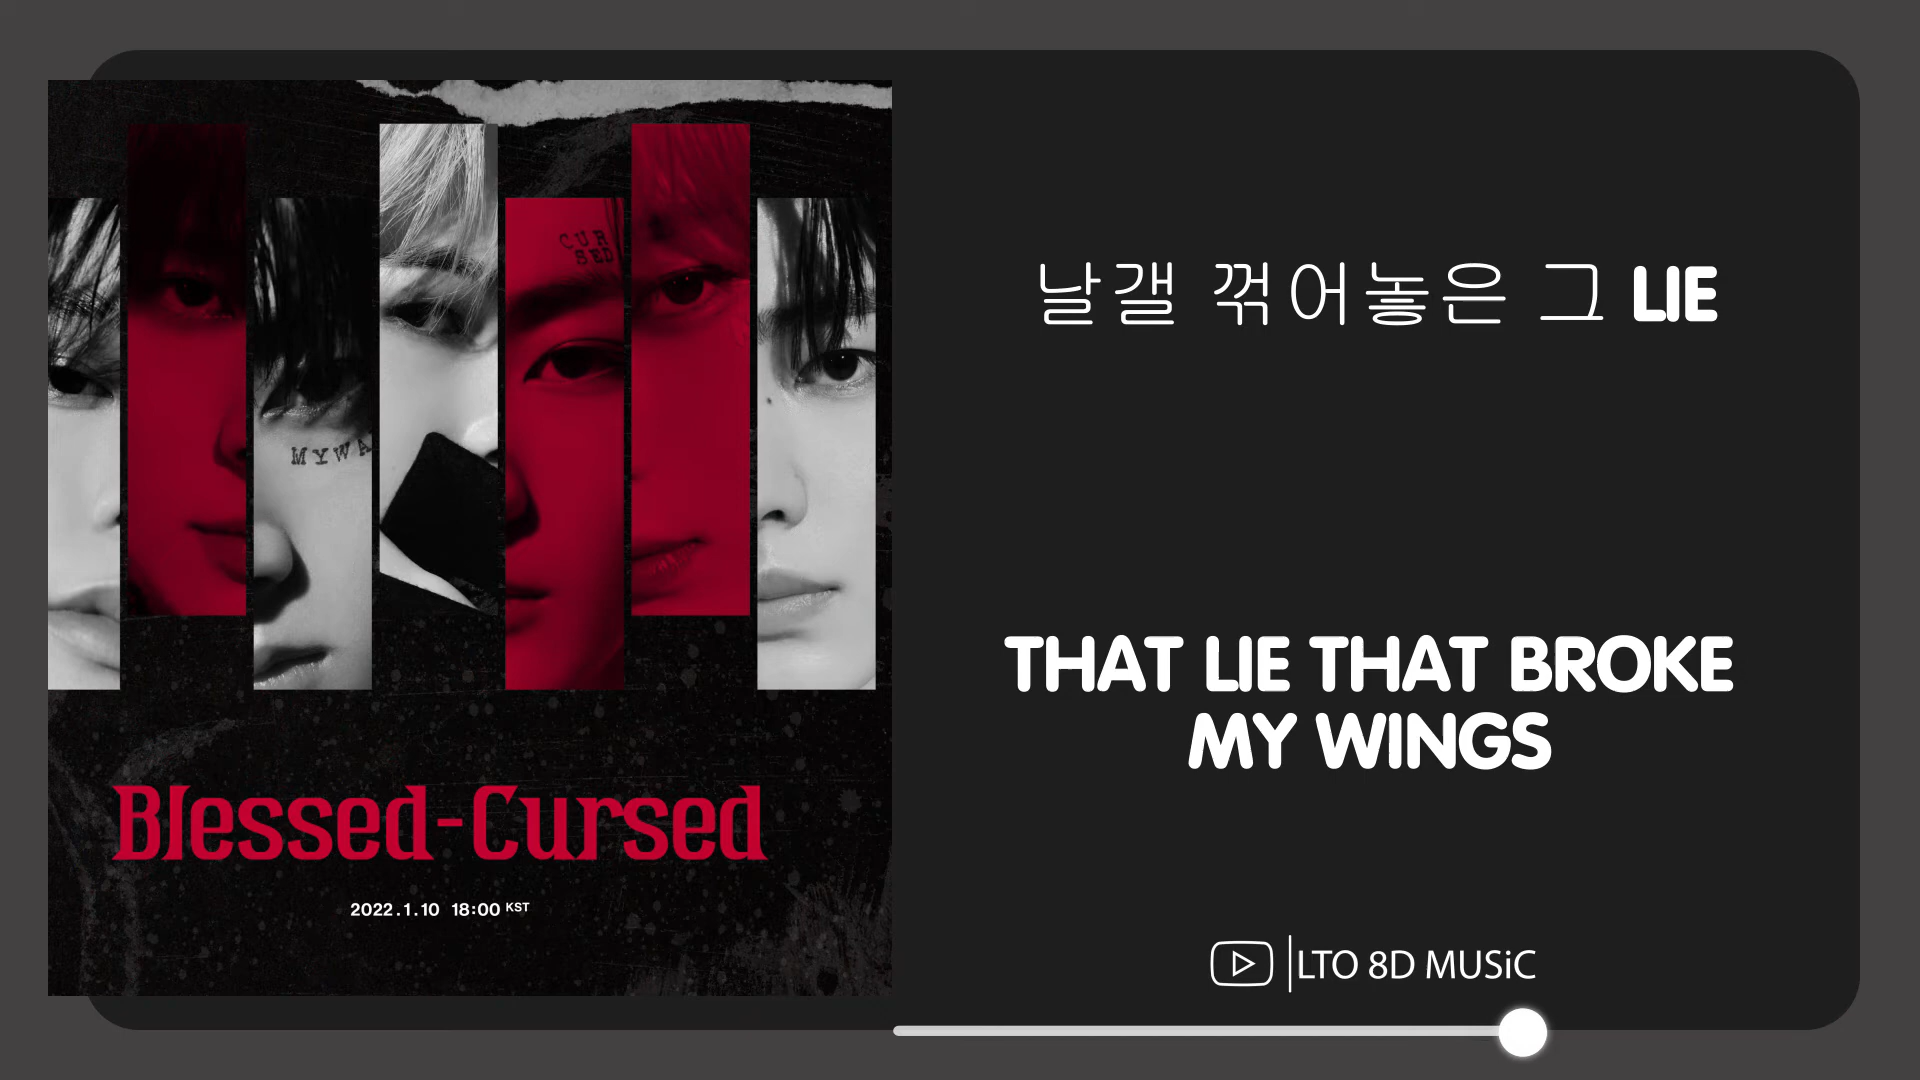 CUR
SED
MYWA
Blessed-Cursed
2022.1.10 18:00 KST
날갤 꺾어놓은 그 LIE
THAT LIE THAT BROKE
MY WINGS
LTO 8D MUSiC